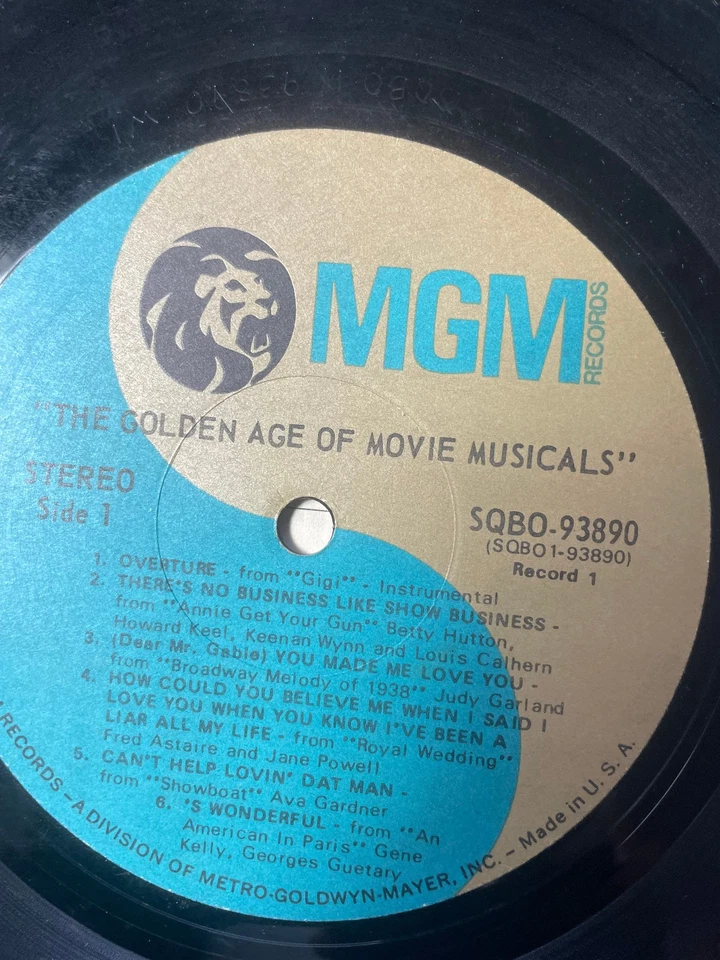 MGM
RECORDS
"THE GOLDEN AGE OF MOVIE MUSICALS"
STEREO
Side 1
SQBO-93890
(SQBO1-93890)
Record 1
1. OVERTURE - from "Gigi" - Instrumental
2. THERE'S NO BUSINESS LIKE SHOW BUSINESS -
from "Annie Get Your Gun" Betty Hutton,
Howard Keel, Keenan Wynn and Louis Calhern
3. (Dear Mr. Gable) YOU MADE ME LOVE YOU -
from "Broadway Melody of 1938" Judy Garland
4. HOW COULD YOU BELIEVE ME WHEN I SAID I
LOVE YOU WHEN YOU KNOW I'VE BEEN A
LIAR ALL MY LIFE - from "Royal Wedding"
Fred Astaire and Jane Powell
5. CAN'T HELP LOVIN' DAT MAN -
from "Showboat" Ava Gardner
6. 'S WONDERFUL - from "An
American In Paris" Gene
Kelly, Georges Guetary
RECORDS - A DIVISION OF METRO-GOLDWYN-MAYER, INC. - Made in U. S. A.